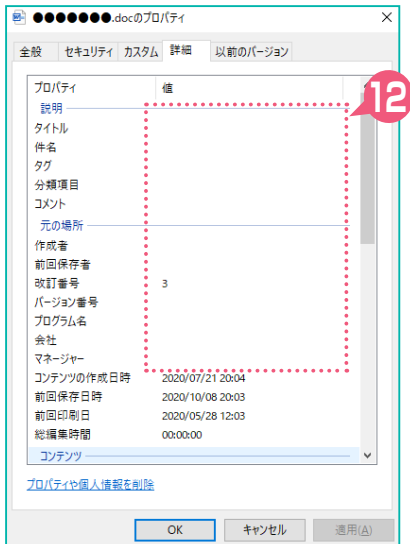 ●●●●●●●.docのプロパティ
全般 セキュリティ カスタム 詳細 以前のバージョン
プロパティ 値
12
説明
タイトル
件名
タグ
分類項目
コメント
元の場所
作成者
前回保存者
改訂番号 3
バージョン番号
プログラム名
会社
マネージャー
コンテンツの作成日時 2020/07/21 20:04
前回保存日時 2020/10/08 20:03
前回印刷日 2020/05/28 12:03
総編集時間 00:00:00
コンテンツ
プロパティや個人情報を削除
OK キャンセル 適用(A)